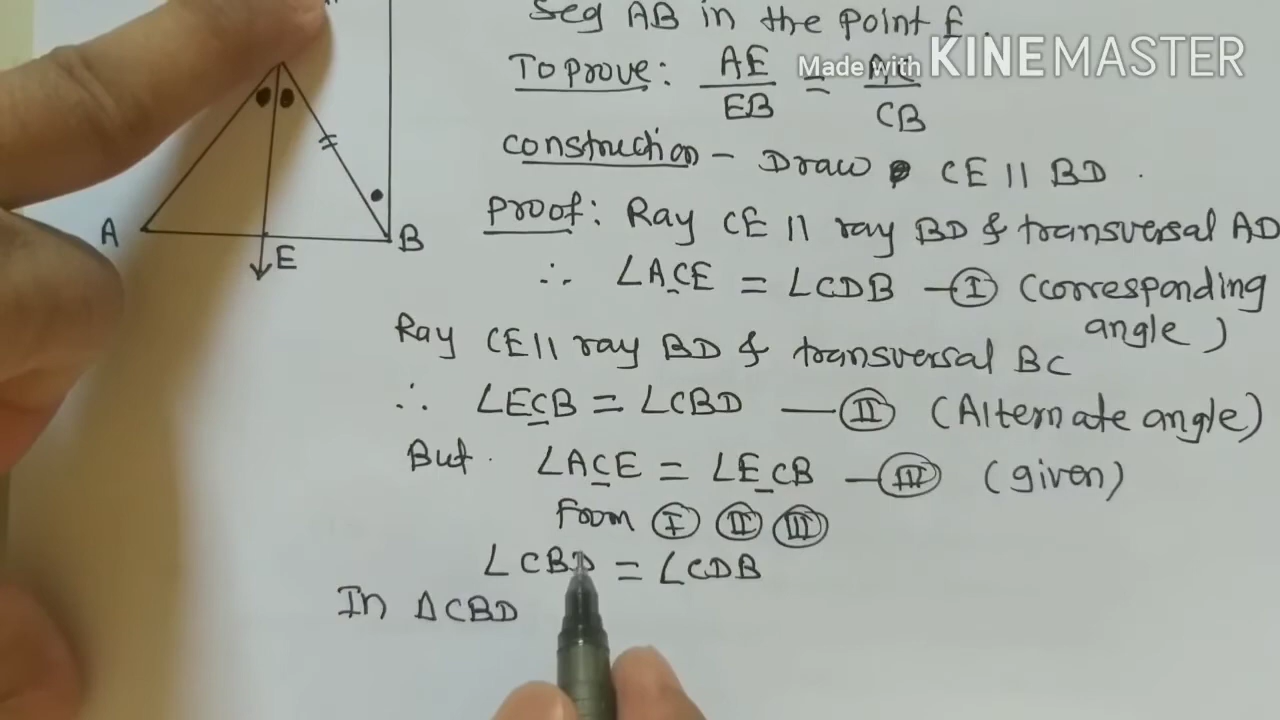 Seg AB in the point E.
To prove: AE/EB = AC/CB
Made with KINEMASTER
Construction - Draw CE || BD.
Proof: Ray CE || ray BD & transversal AD
∴ ∠ACE = ∠CDB — Ⓘ (corresponding angle)
Ray CE || ray BD & transversal BC
∴ ∠ECB = ∠CBD — Ⅱ (Alternate angle)
But ∠ACE = ∠ECB — Ⅲ (given)
From Ⅰ Ⅱ Ⅲ
∠CBD = ∠CDB
In ΔCBD
A
E
B